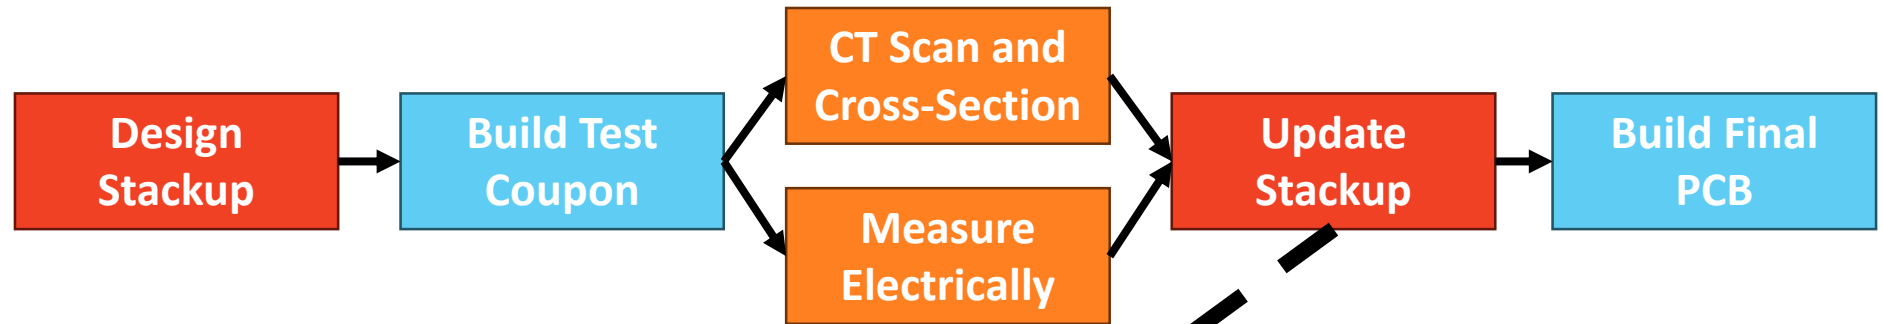 Design
Stackup
Build Test
Coupon
CT Scan and
Cross-Section
Measure
Electrically
Update
Stackup
Build Final
PCB